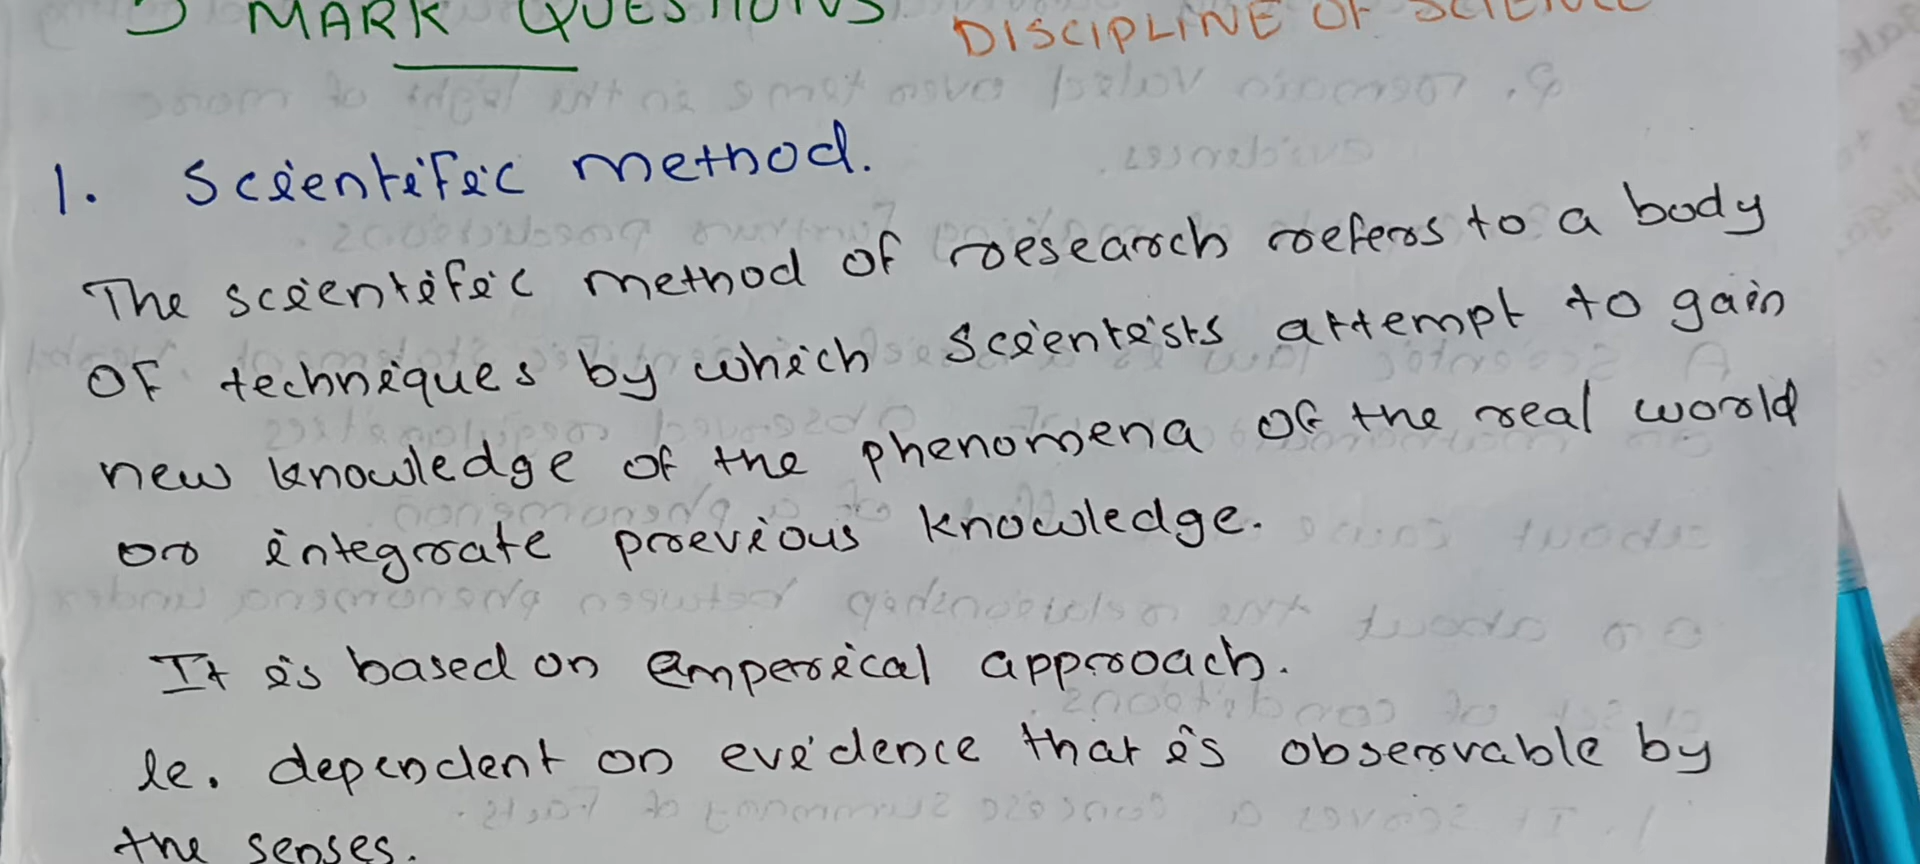 MARK QUESTIONS
DISCIPLINE OF SCIENCE
1. Scientific method.
The scientific method of research refers to a body
of techniques by which scientists attempt to gain
new knowledge of the phenomena of the real world
or integrate previous knowledge.
It is based on emperical approach.
ie. dependent on evidence that is observable by
the senses.